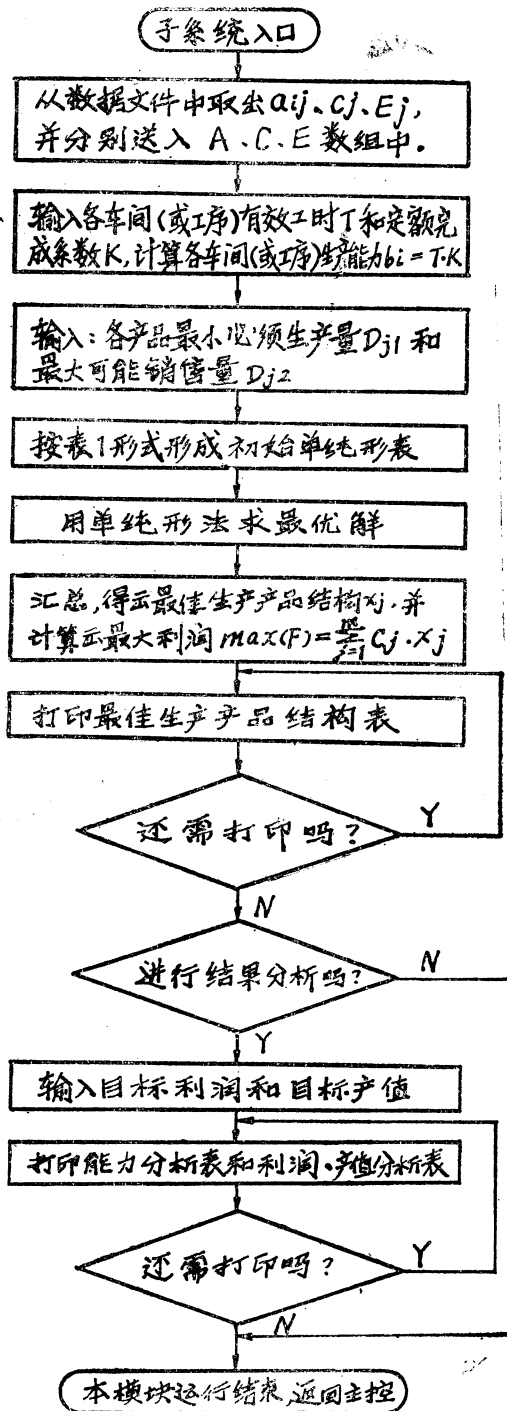 子系统入口
从数据文件中取出aij、Cj、Ej,
并分别送入 A、C、E 数组中。
输入各车间(或工序)有效工时T和定额完
成系数K,计算各车间(或工序)生产能力bi=T·K
输入:各产品最小必须生产量Dj1和
最大可能销售量Dj2
按表1形式形成初始单纯形表
用单纯形法求最优解
汇总,得出最佳生产产品结构xj.并
计算出最大利润max(F)=Cj·xj
打印最佳生产产品结构表
还需打印吗?
Y
N
进行结果分析吗?
N
Y
输入目标利润和目标产值
打印能力分析表和利润、产值分析表
还需打印吗?
Y
N
本模块运行结束,返回主控